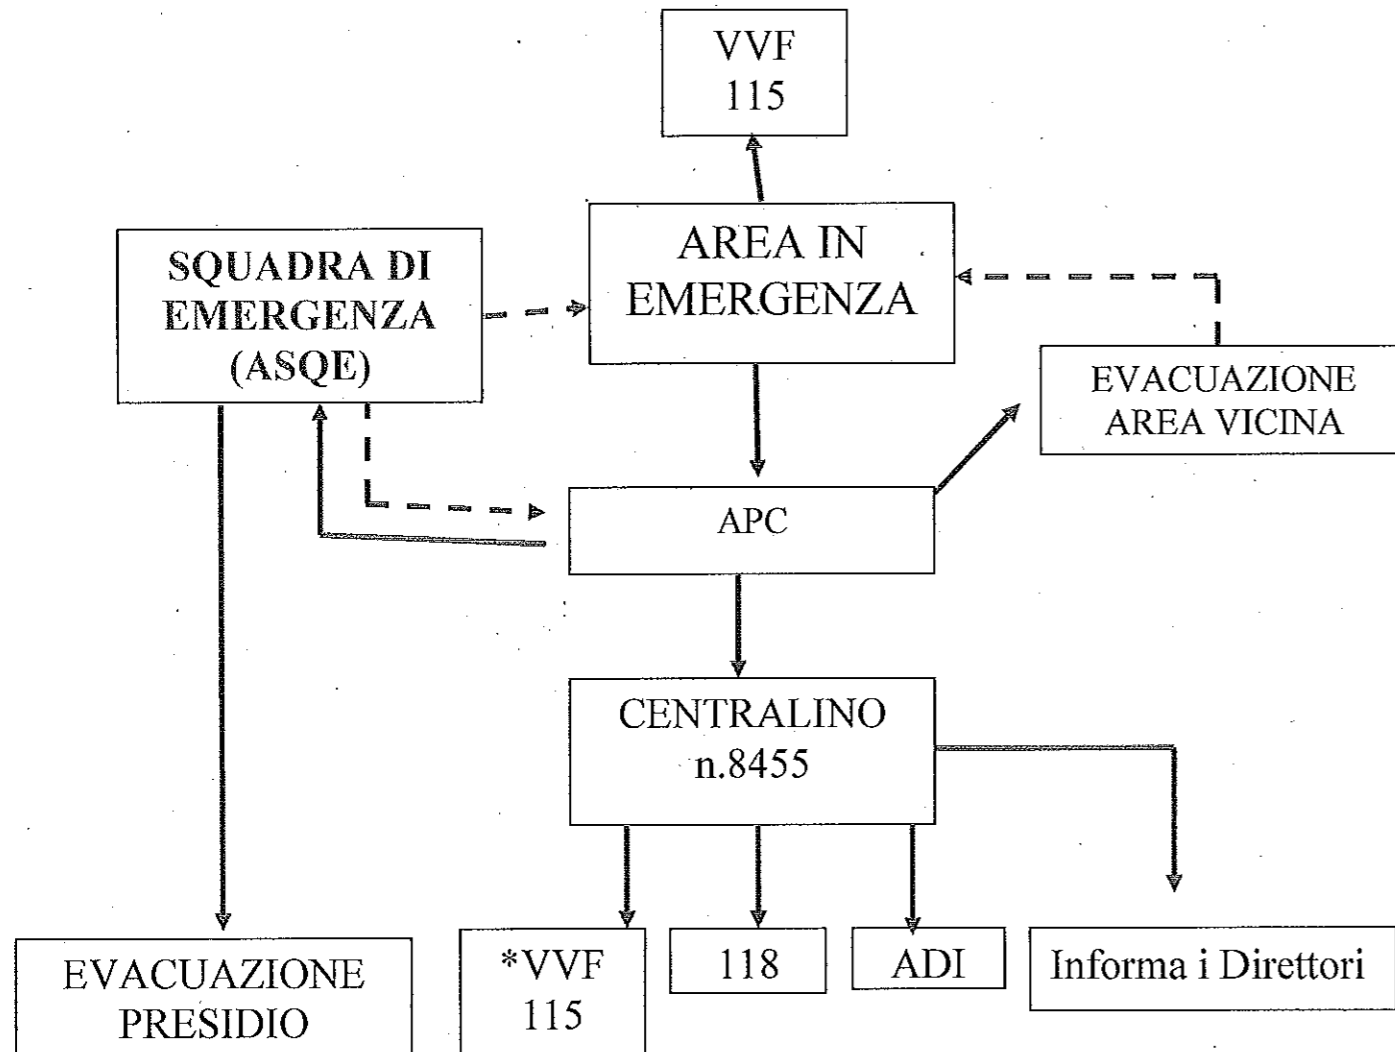 VVF
115
AREA IN
EMERGENZA
SQUADRA DI
EMERGENZA
(ASQE)
EVACUAZIONE
AREA VICINA
APC
CENTRALINO
n.8455
EVACUAZIONE
PRESIDIO
*VVF
115
118
ADI
Informa i Direttori